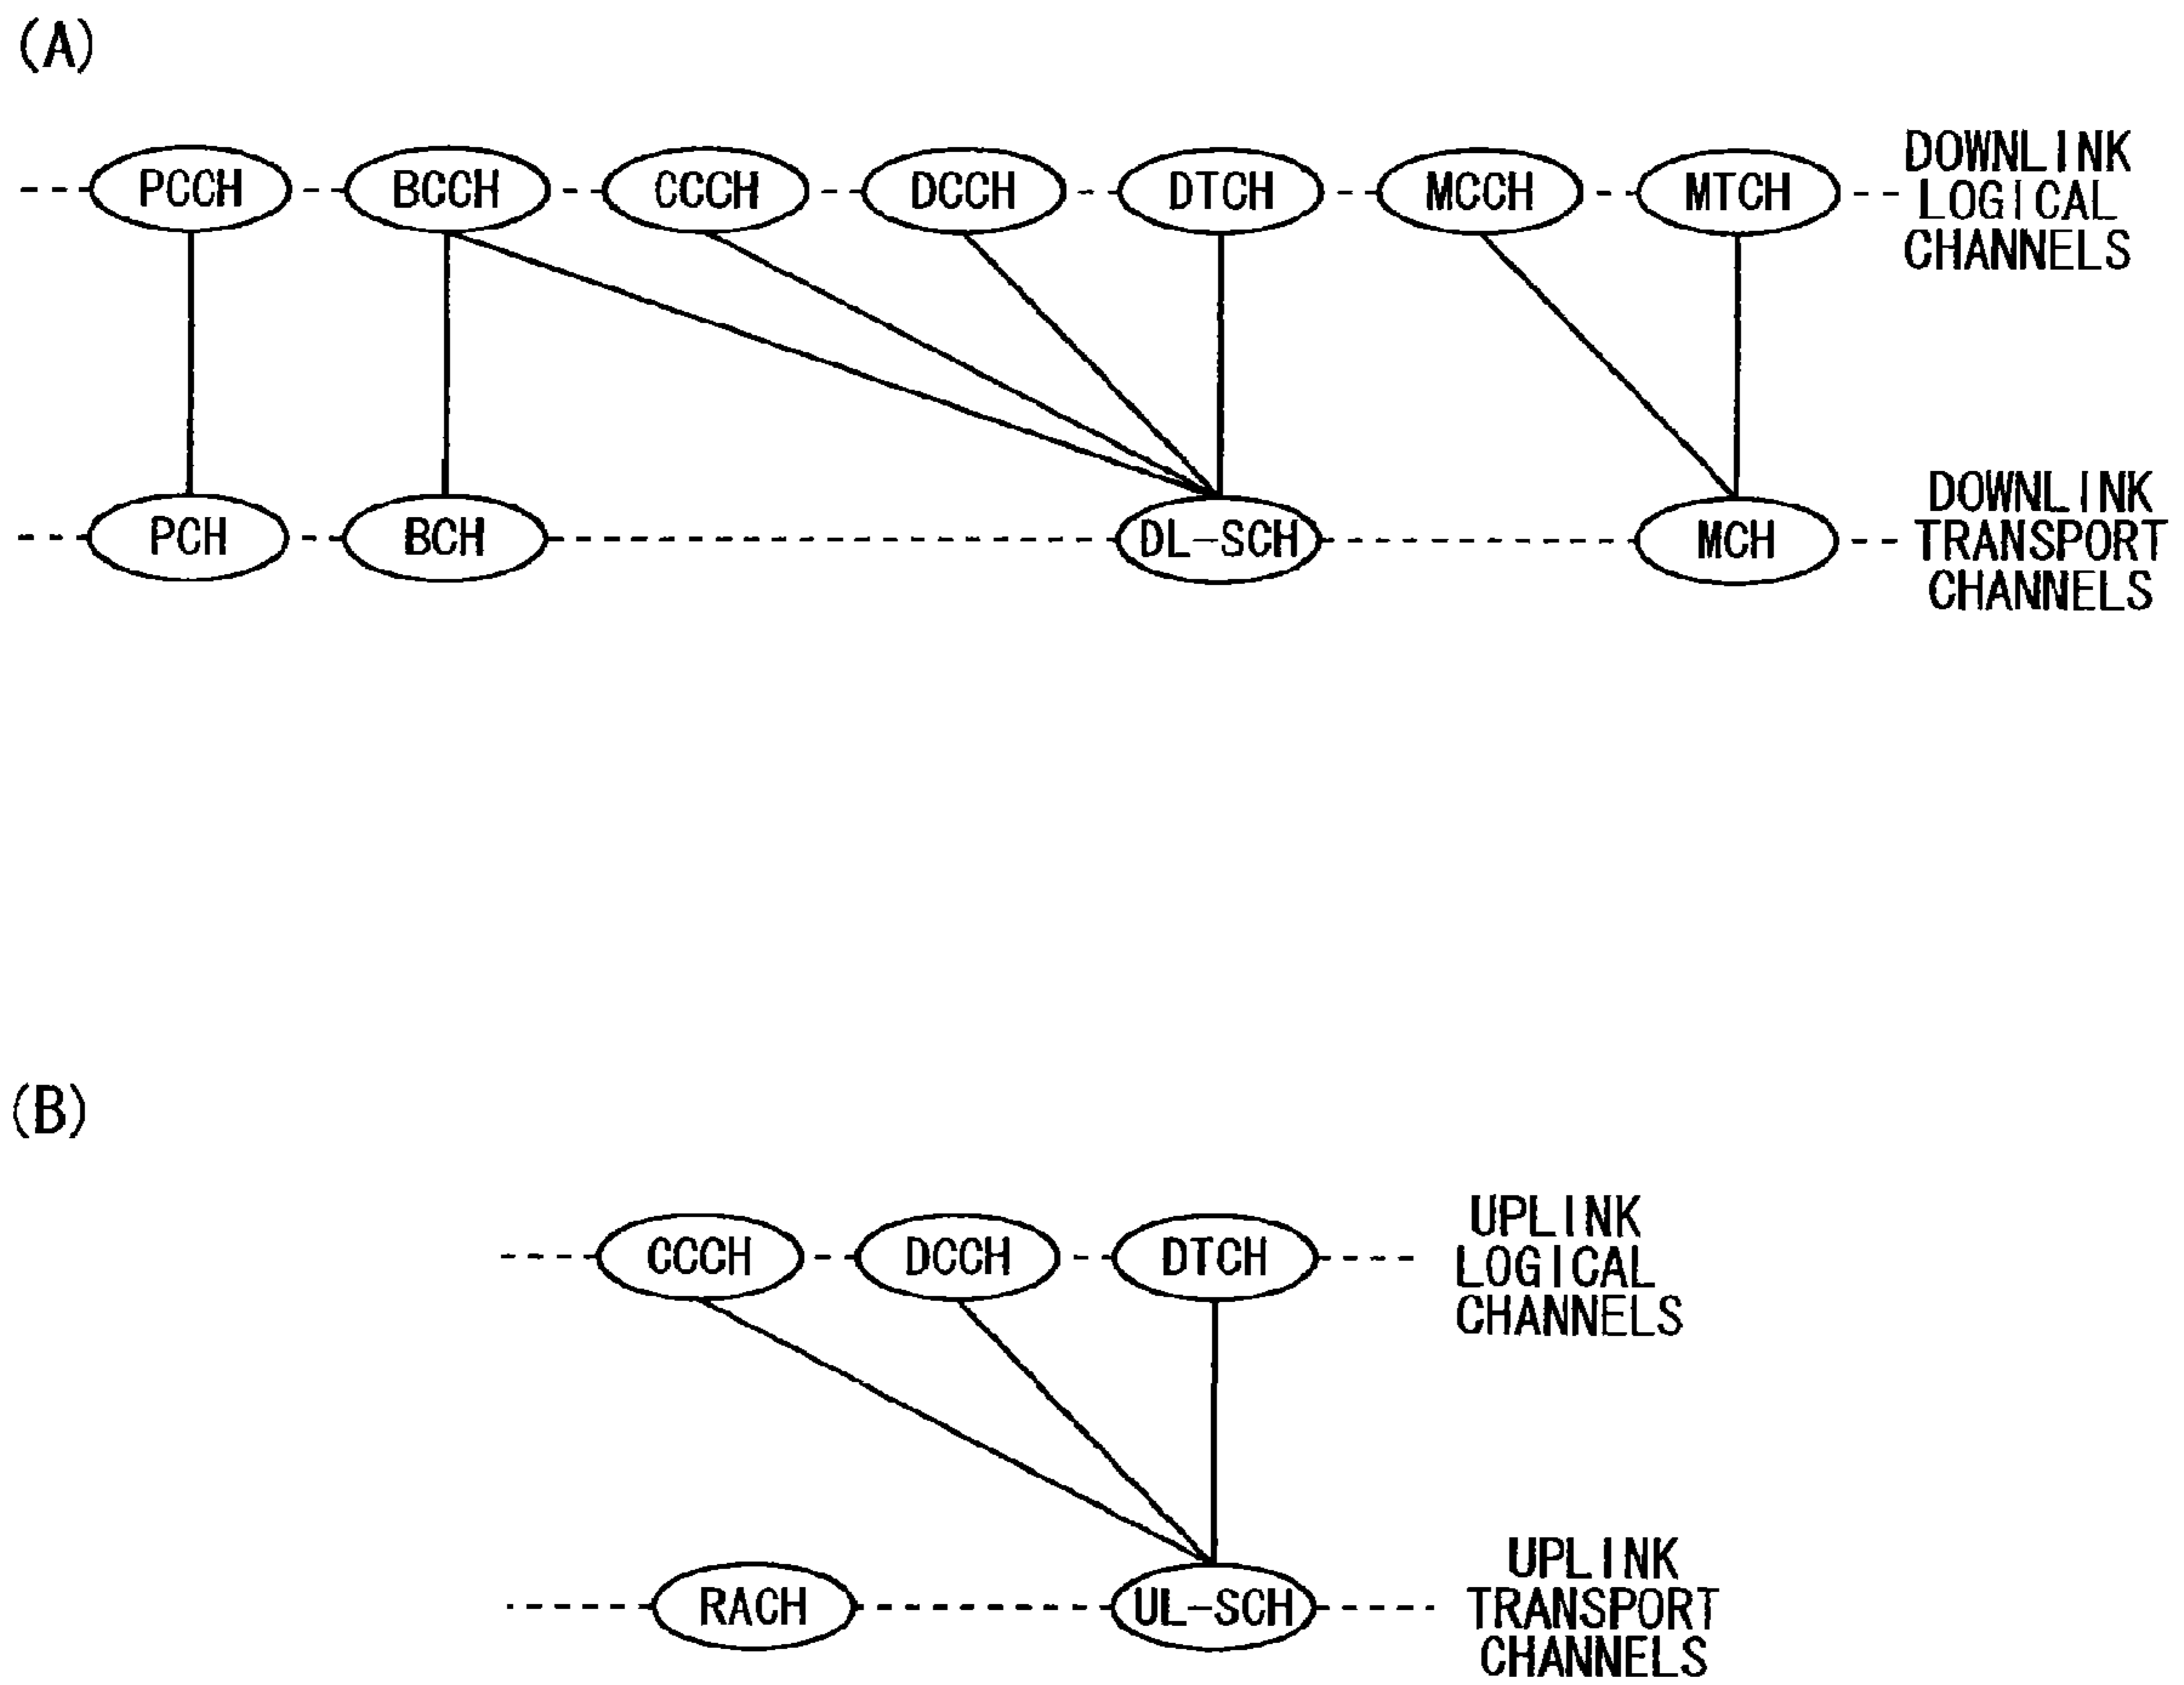 (A)
PCCH BCCH CCCH DCCH DTCH MCCH MTCH
DOWNLINK
LOGICAL
CHANNELS
PCH BCH DL-SCH MCH
DOWNLINK
TRANSPORT
CHANNELS
(B)
CCCH DCCH DTCH
UPLINK
LOGICAL
CHANNELS
RACH UL-SCH
UPLINK
TRANSPORT
CHANNELS